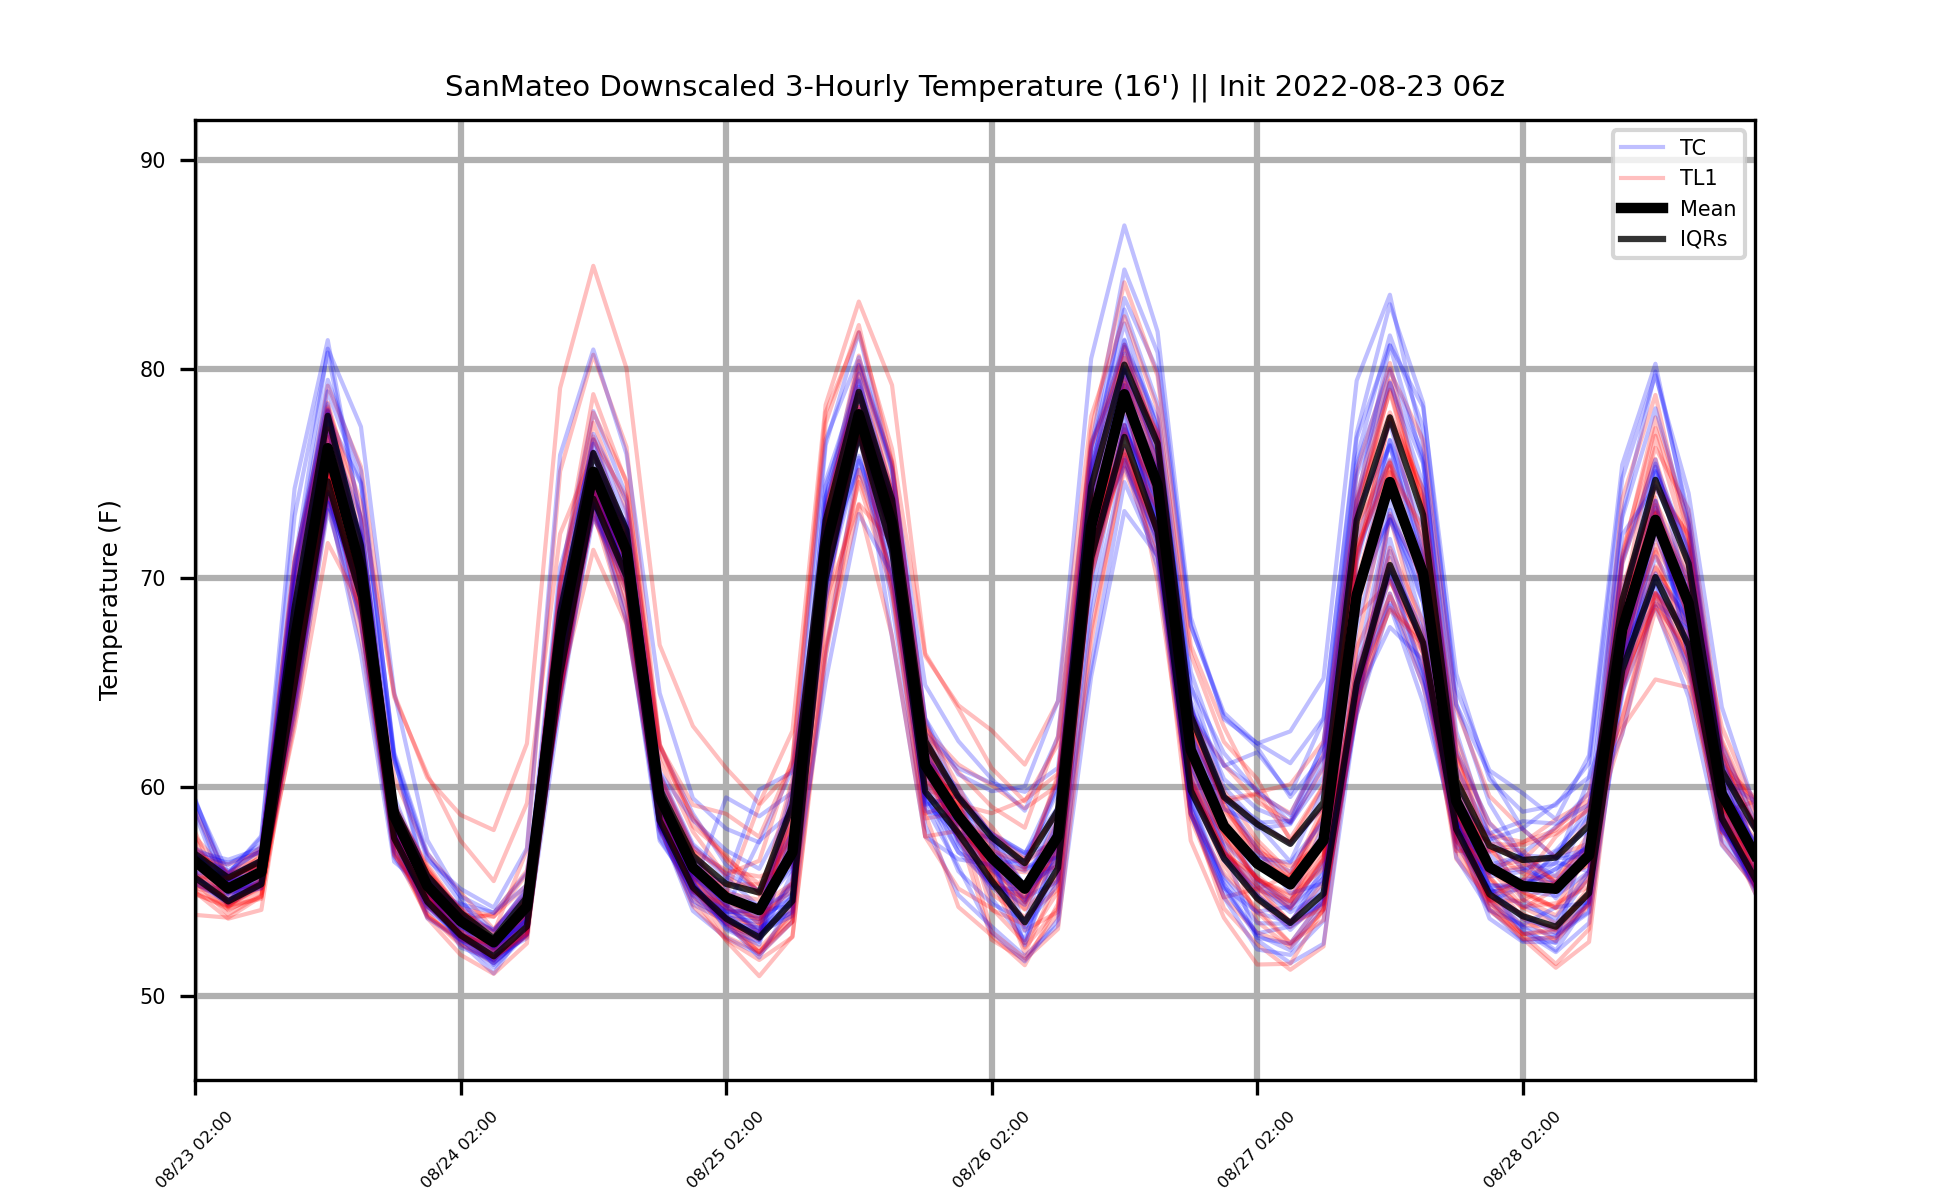 SanMateo Downscaled 3-Hourly Temperature (16') || Init 2022-08-23 06z
TC
TL1
Mean
IQRs
Temperature (F)
90
80
70
60
50
08/23 02:00
08/24 02:00
08/25 02:00
08/26 02:00
08/27 02:00
08/28 02:00